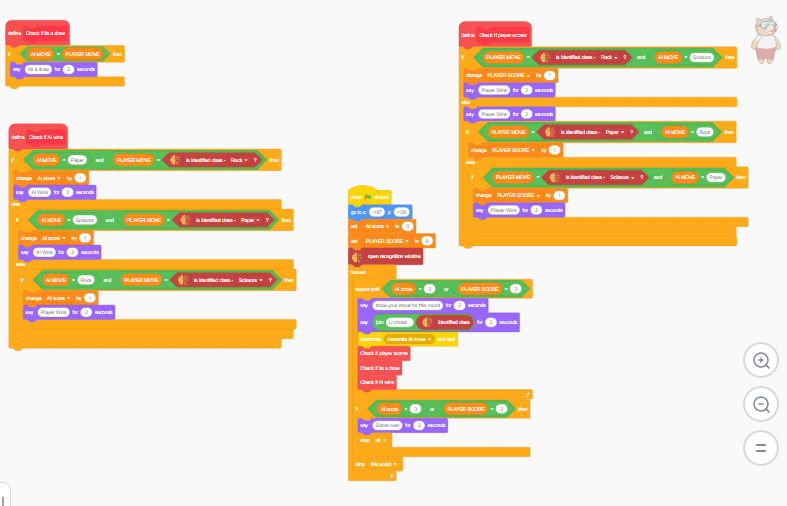 define Check if its a draw
if AI MOVE = PLAYER MOVE then
say Its a draw for 2 seconds
define Check if AI wins
if AI MOVE = Paper and PLAYER MOVE = is identified class - Rock ? then
change AI score by 1
say AI Wins for 2 seconds
else
if AI MOVE = Scissors and PLAYER MOVE = is identified class - Paper ? then
change AI score by 1
say AI Wins for 2 seconds
else
if AI MOVE = Rock and PLAYER MOVE = is identified class - Scissors ? then
change AI score by 1
say Player Wins for 2 seconds
when clicked
go to x: -197 y: -120
set AI score to 0
set PLAYER SCORE to 0
open recognition window
forever
repeat until AI score = 3 or PLAYER SCORE = 3
say show your move for this round for 2 seconds
say join U chose identified class for 2 seconds
broadcast Generate AI move and wait
Check if player scores
Check if its a draw
Check if AI wins
if AI score = 3 or PLAYER SCORE = 3 then
say Game over for 2 seconds
stop all
stop this script
define Check if player scores
if PLAYER MOVE = is identified class - Rock ? and AI MOVE = Scissors then
change PLAYER SCORE by 1
say Player Wins for 2 seconds
else
say Player Wins for 2 seconds
if PLAYER MOVE = is identified class - Paper ? and AI MOVE = Rock then
change PLAYER SCORE by 1
else
if PLAYER MOVE = is identified class - Scissors ? and AI MOVE = Paper then
change PLAYER SCORE by 1
say Player Wins for 2 seconds